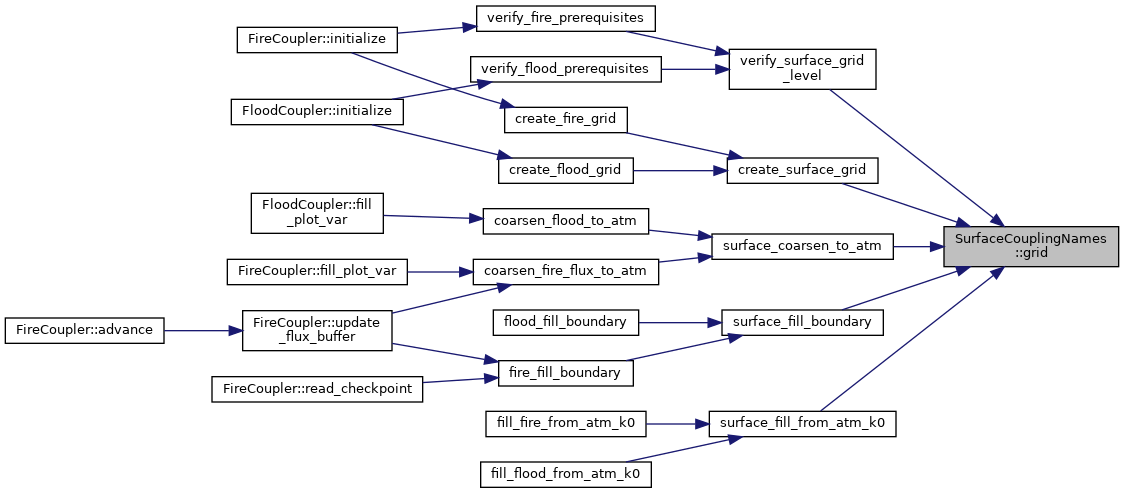 verify_fire_prerequisites
FireCoupler::initialize
verify_surface_grid
_level
verify_flood_prerequisites
FloodCoupler::initialize
create_fire_grid
create_flood_grid
create_surface_grid
FloodCoupler::fill
_plot_var
coarsen_flood_to_atm
surface_coarsen_to_atm
SurfaceCouplingNames
::grid
FireCoupler::fill_plot_var
coarsen_fire_flux_to_atm
FireCoupler::advance
FireCoupler::update
_flux_buffer
flood_fill_boundary
surface_fill_boundary
fire_fill_boundary
FireCoupler::read_checkpoint
fill_fire_from_atm_k0
surface_fill_from_atm_k0
fill_flood_from_atm_k0